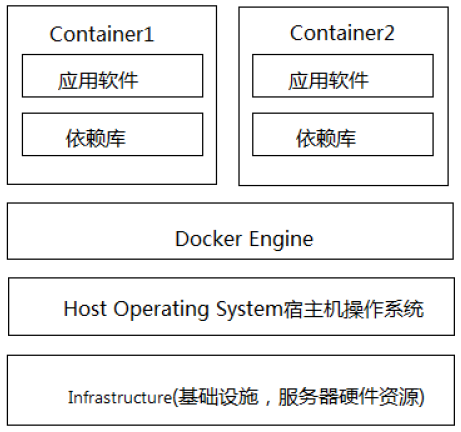 Container1
应用软件
依赖库
Container2
应用软件
依赖库
Docker Engine
Host Operating System宿主机操作系统
Infrastructure(基础设施，服务器硬件资源)